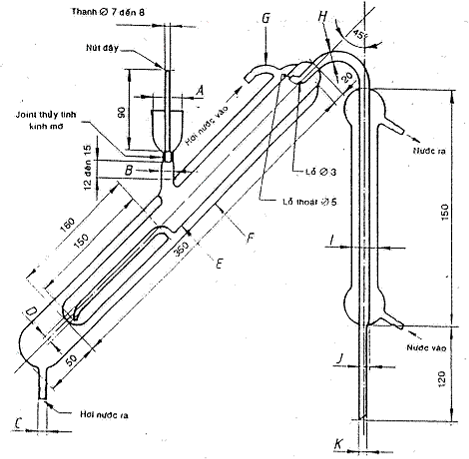 Thanh Ø 7 đến 8
Nút đậy
A
90
Joint thủy tinh
kính mờ
B
12 đến 15
G
H
45°
Hơi nước vào
20
Nước ra
Lỗ Ø 3
Lỗ thoát Ø 5
160
150
350
F
E
I
150
D
50
Nước vào
J
120
Hơi nước ra
C
K